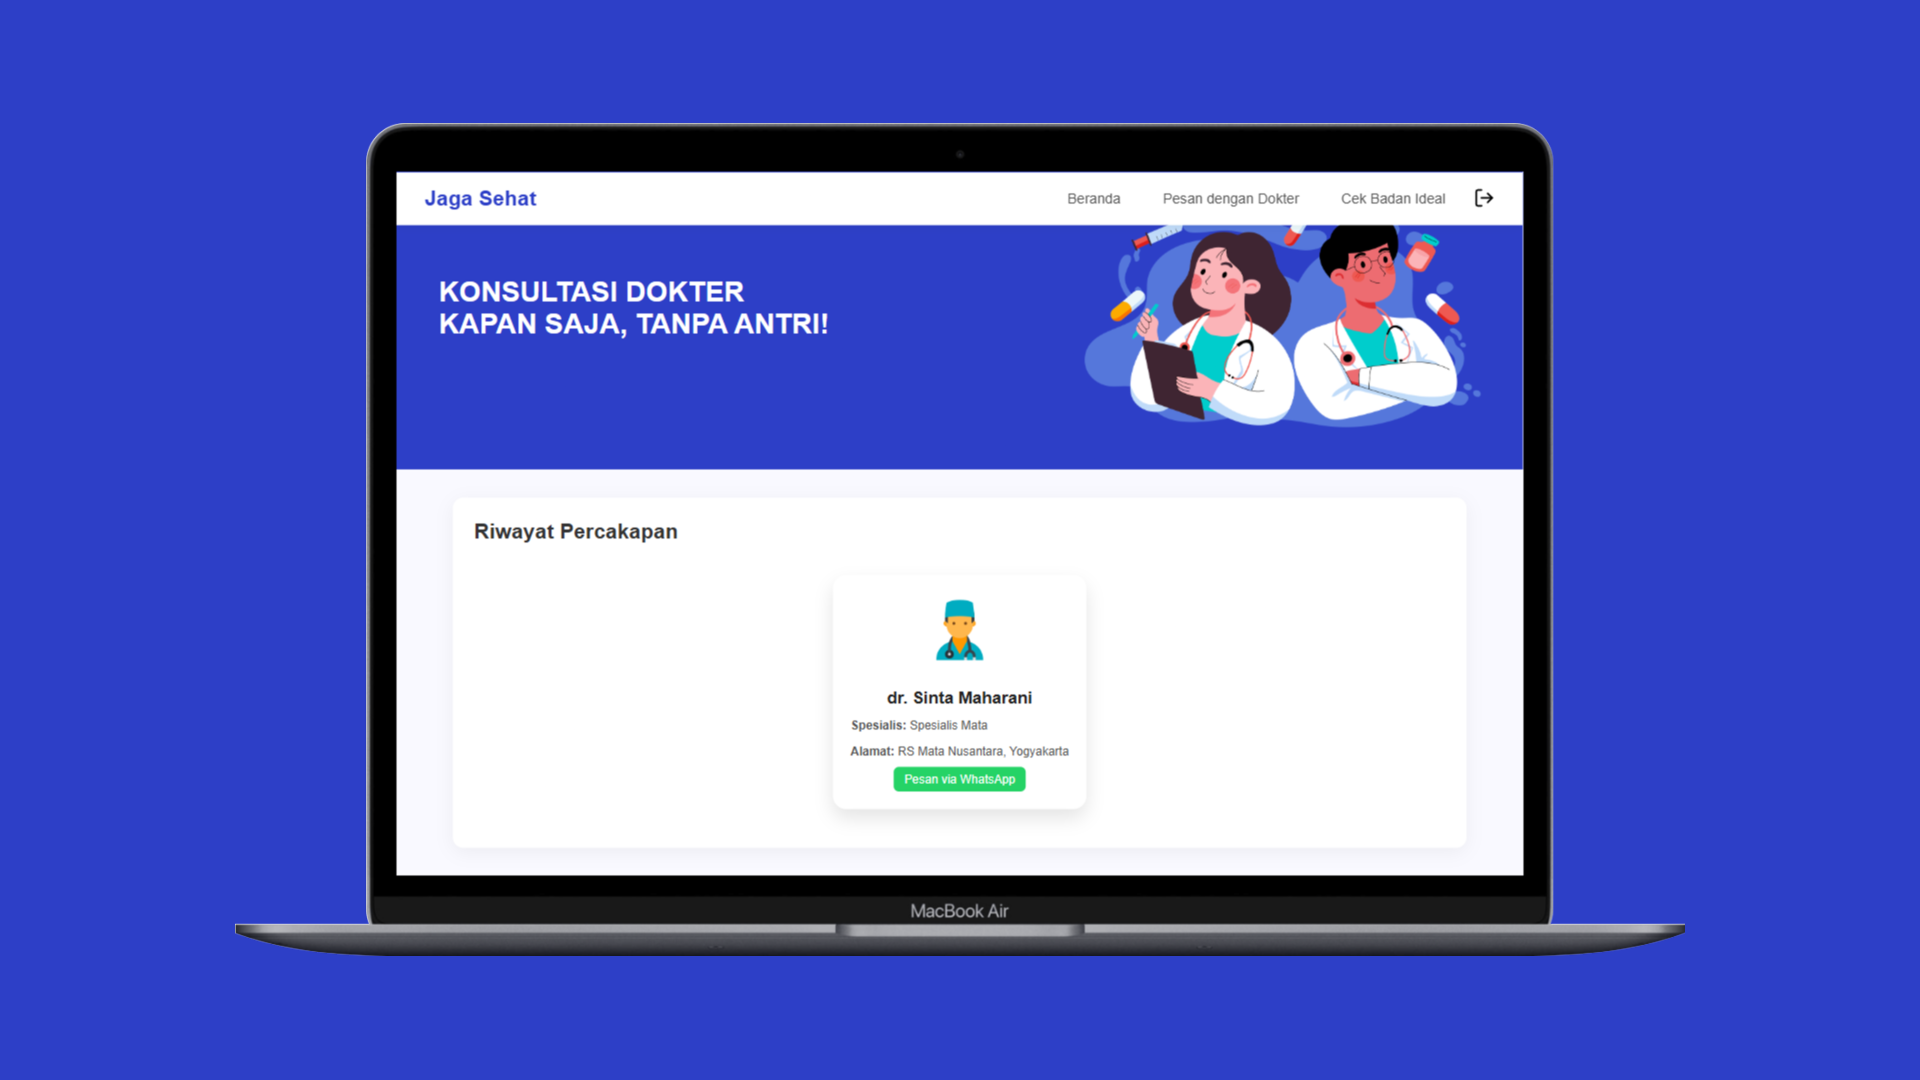 Jaga Sehat
Beranda
Pesan dengan Dokter
Cek Badan Ideal
KONSULTASI DOKTER
KAPAN SAJA, TANPA ANTRI!
Riwayat Percakapan
dr. Sinta Maharani
Spesialis: Spesialis Mata
Alamat: RS Mata Nusantara, Yogyakarta
Pesan via WhatsApp
MacBook Air